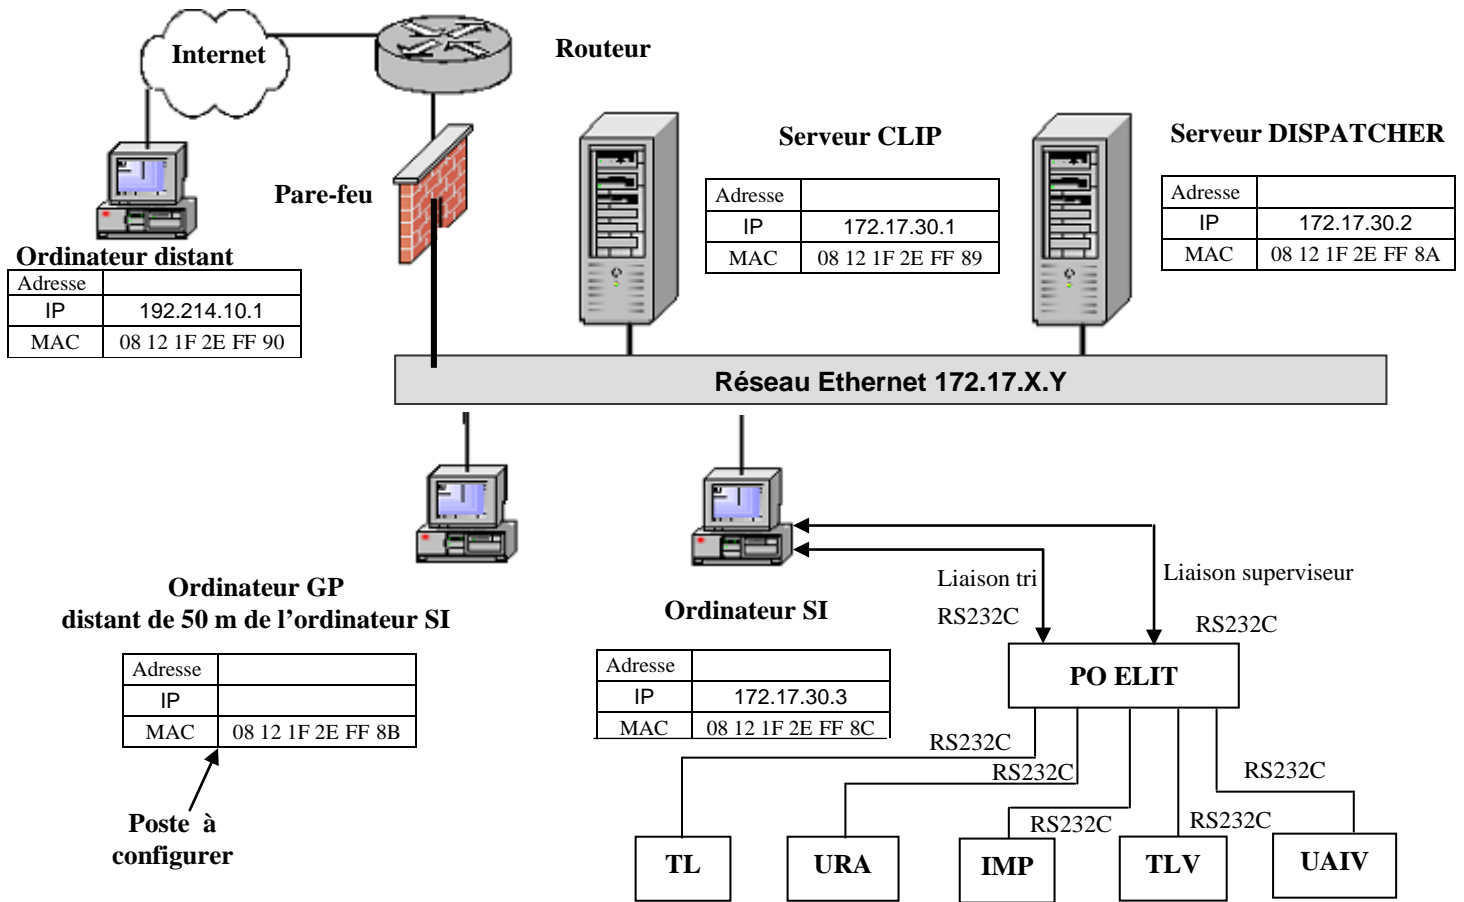 Internet
Routeur
Serveur CLIP
Serveur DISPATCHER
Pare-feu
Adresse
IP 172.17.30.1
MAC 08 12 1F 2E FF 89
Adresse
IP 172.17.30.2
MAC 08 12 1F 2E FF 8A
Ordinateur distant
Adresse
IP 192.214.10.1
MAC 08 12 1F 2E FF 90
Réseau Ethernet 172.17.X.Y
Ordinateur GP
distant de 50 m de l'ordinateur SI
Adresse
IP
MAC 08 12 1F 2E FF 8B
Poste à
configurer
Ordinateur SI
Adresse
IP 172.17.30.3
MAC 08 12 1F 2E FF 8C
Liaison tri
RS232C
Liaison superviseur
RS232C
PO ELIT
RS232C
RS232C
RS232C
RS232C
RS232C
TL
URA
IMP
TLV
UAIV